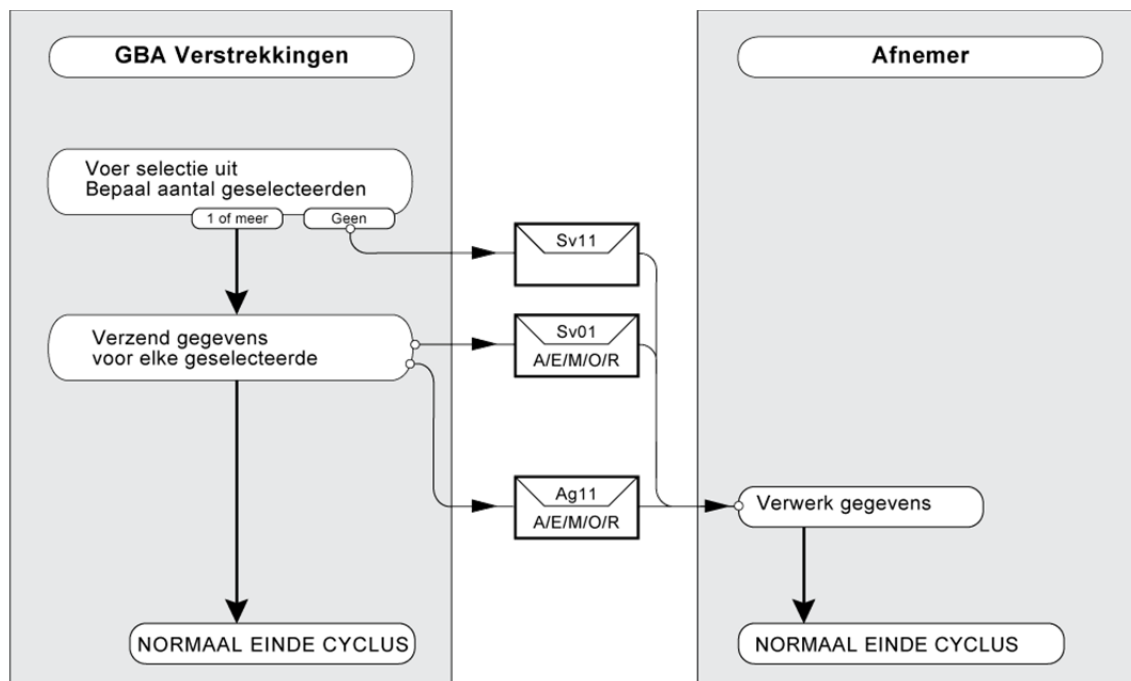 GBA Verstrekkingen
Afnemer
Voer selectie uit
Bepaal aantal geselecteerden
1 of meer
Geen
Sv11
Verzend gegevens
voor elke geselecteerde
Sv01
A/E/M/O/R
Ag11
A/E/M/O/R
Verwerk gegevens
NORMAAL EINDE CYCLUS
NORMAAL EINDE CYCLUS